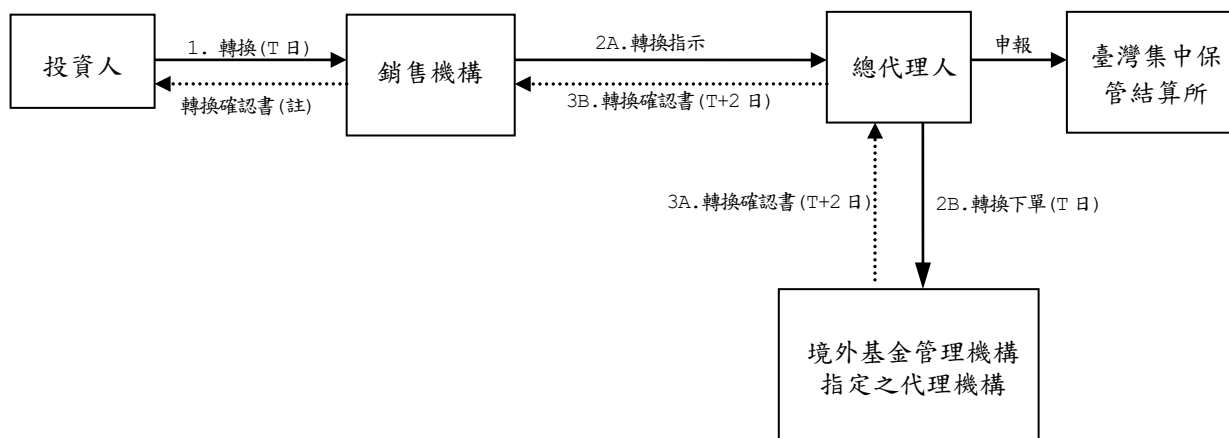 1. 轉換(T 日)
2A.轉換指示
申報
投資人
銷售機構
總代理人
臺灣集中保
管結算所
轉換確認書(註)
3B.轉換確認書(T+2 日)
3A.轉換確認書(T+2 日)
2B.轉換下單(T 日)
境外基金管理機構
指定之代理機構